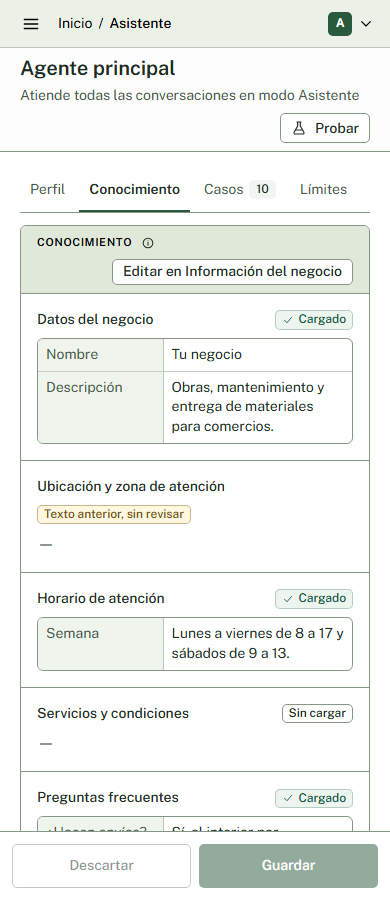 Inicio / Asistente
A
Agente principal
Atiende todas las conversaciones en modo Asistente
Probar
Perfil
Conocimiento
Casos 10
Límites
CONOCIMIENTO
Editar en Información del negocio
Datos del negocio
Cargado
Nombre
Tu negocio
Descripción
Obras, mantenimiento y
entrega de materiales
para comercios.
Ubicación y zona de atención
Texto anterior, sin revisar
—
Horario de atención
Cargado
Semana
Lunes a viernes de 8 a 17 y
sábados de 9 a 13.
Servicios y condiciones
Sin cargar
—
Preguntas frecuentes
Cargado
Descartar
Guardar